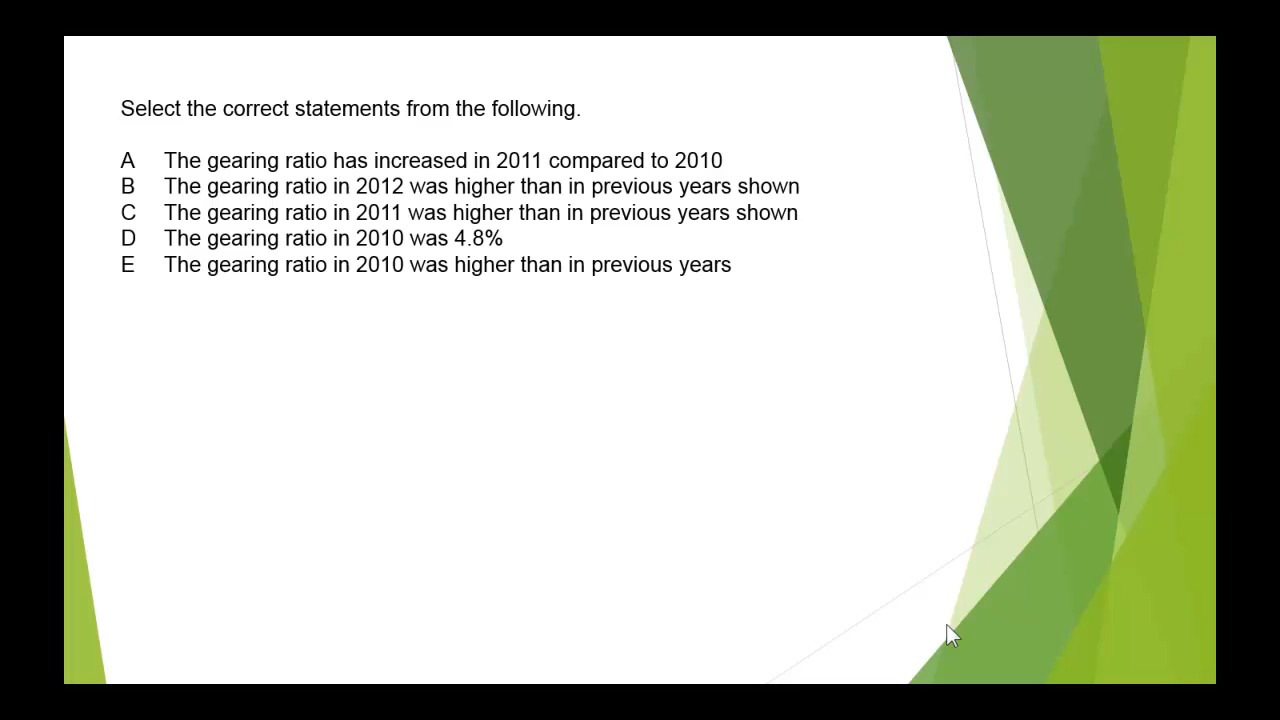 Select the correct statements from the following.
A The gearing ratio has increased in 2011 compared to 2010
B The gearing ratio in 2012 was higher than in previous years shown
C The gearing ratio in 2011 was higher than in previous years shown
D The gearing ratio in 2010 was 4.8%
E The gearing ratio in 2010 was higher than in previous years